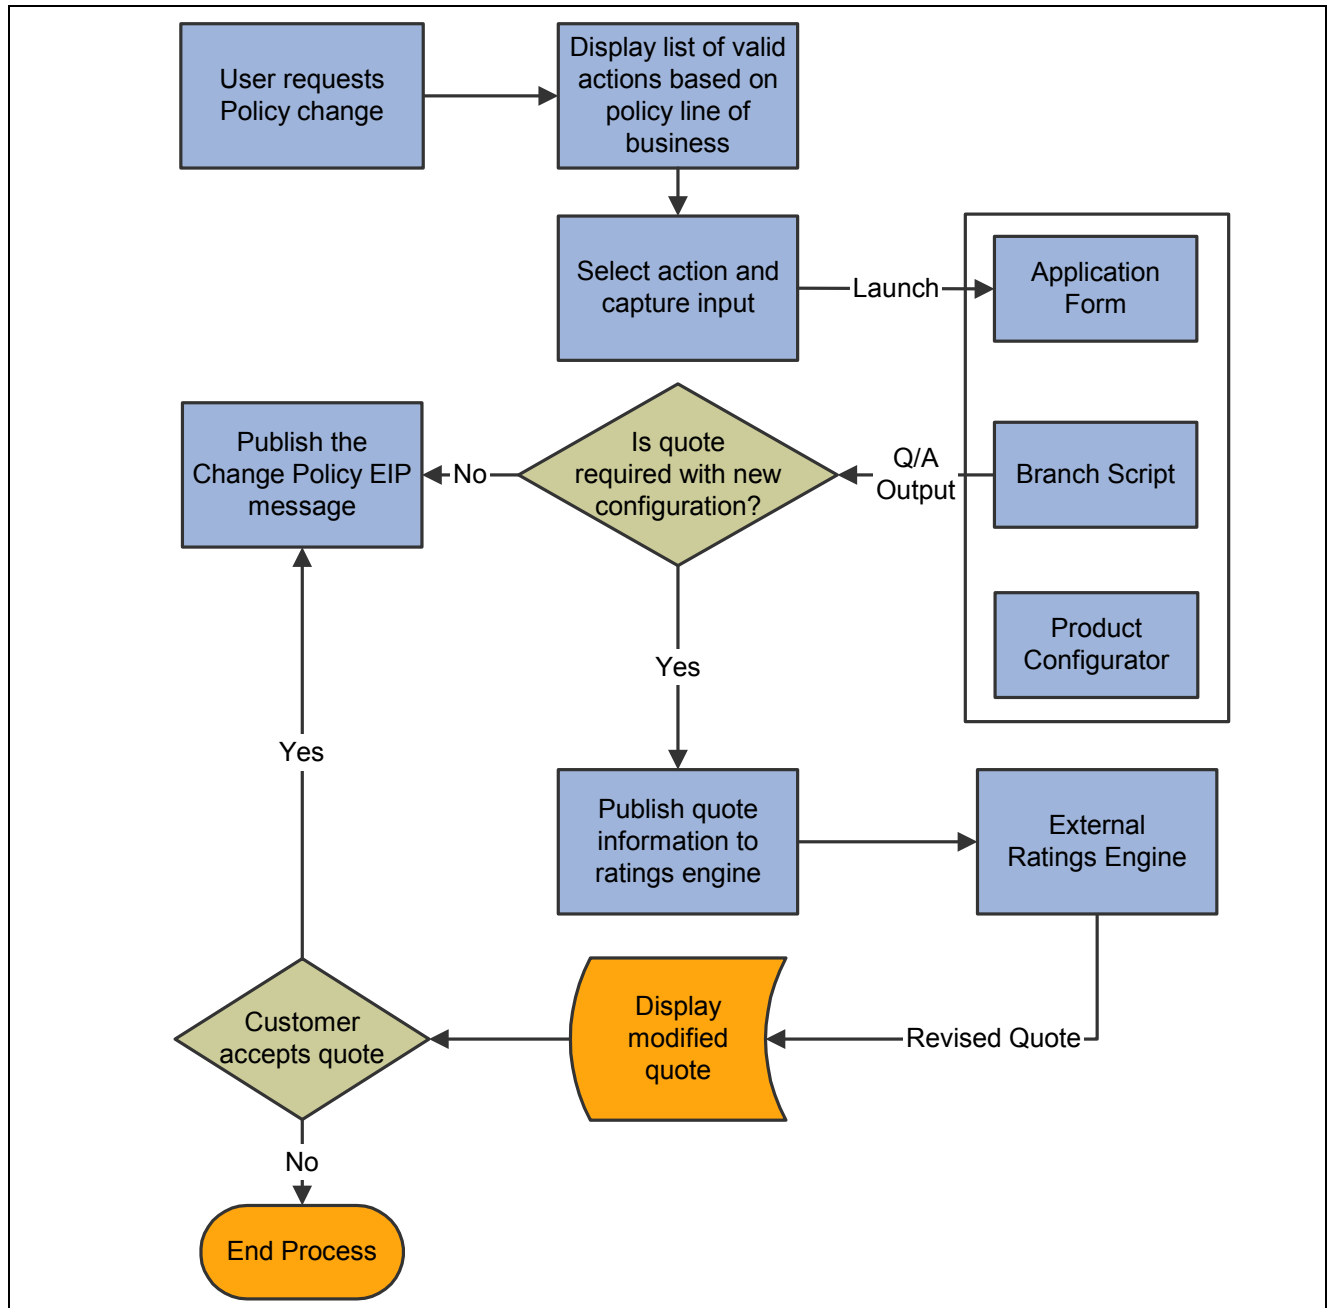 User requests
Policy change
Display list of valid
actions based on
policy line of
business
Select action and
capture input
Launch
Application
Form
Publish the
Change Policy EIP
message
No
Is quote
required with new
configuration?
Q/A
Output
Branch Script
Product
Configurator
Yes
Yes
Publish quote
information to
ratings engine
External
Ratings Engine
Customer
accepts quote
Display
modified
quote
Revised Quote
No
End Process